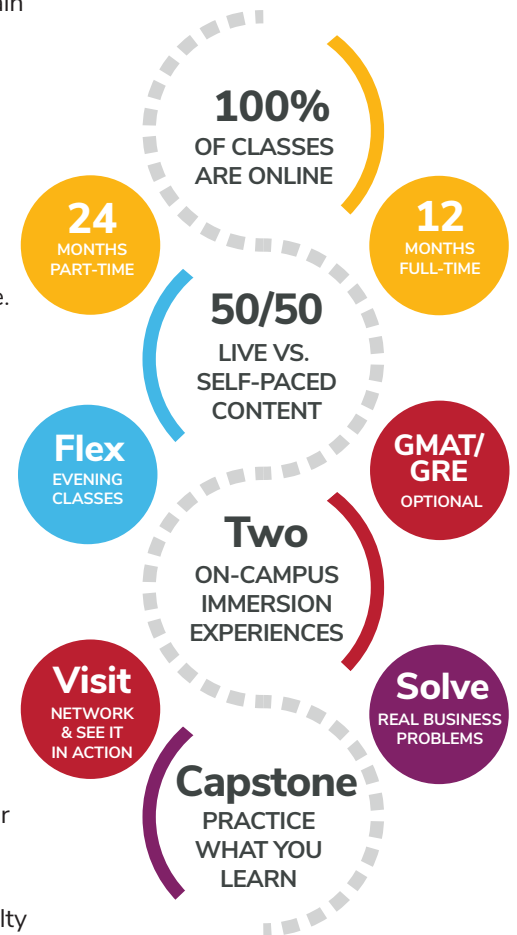 100%
OF CLASSES
ARE ONLINE
24
MONTHS
PART-TIME
12
MONTHS
FULL-TIME
50/50
LIVE VS.
SELF-PACED
CONTENT
Flex
EVENING
CLASSES
GMAT/
GRE
OPTIONAL
Two
ON-CAMPUS
IMMERSION
EXPERIENCES
Visit
NETWORK
& SEE IT
IN ACTION
Solve
REAL BUSINESS
PROBLEMS
Capstone
PRACTICE
WHAT YOU
LEARN